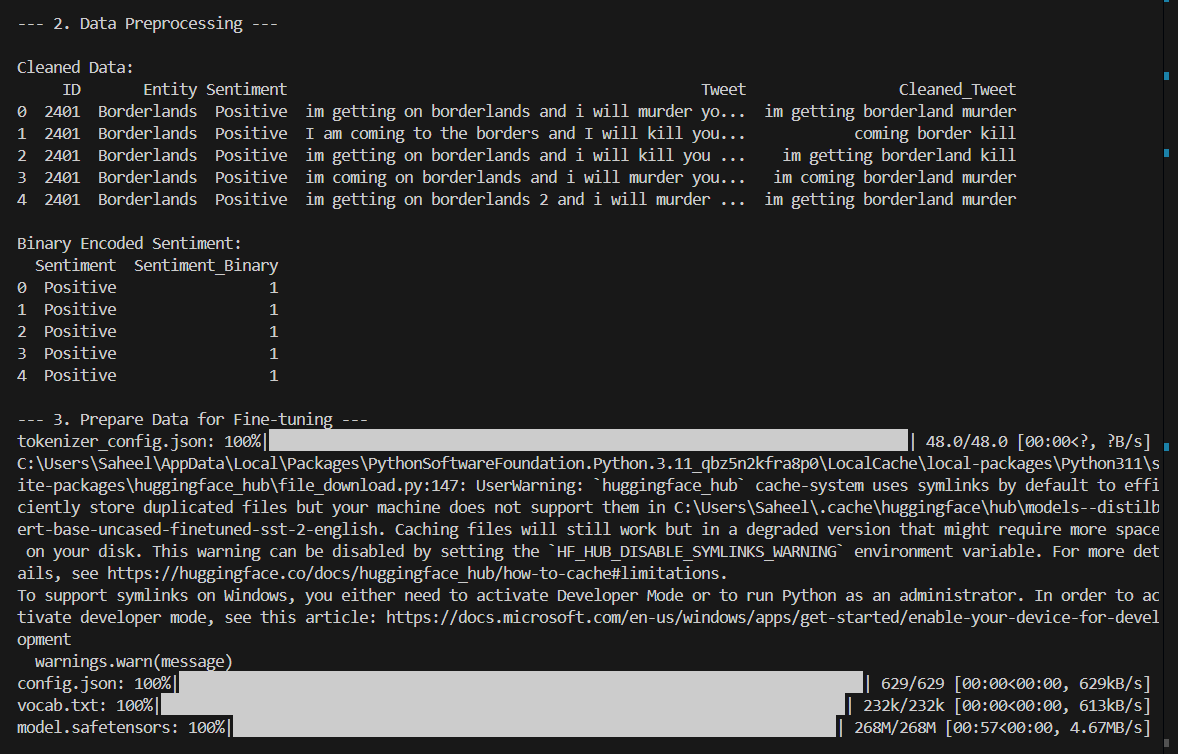 --- 2. Data Preprocessing ---
Cleaned Data:
ID Entity Sentiment Tweet Cleaned_Tweet
0 2401 Borderlands Positive im getting on borderlands and i will murder yo... im getting borderland murder
1 2401 Borderlands Positive I am coming to the borders and I will kill you... coming border kill
2 2401 Borderlands Positive im getting on borderlands and i will kill you ... im getting borderland kill
3 2401 Borderlands Positive im coming on borderlands and i will murder you... im coming borderland murder
4 2401 Borderlands Positive im getting on borderlands 2 and i will murder ... im getting borderland murder
Binary Encoded Sentiment:
Sentiment Sentiment_Binary
0 Positive 1
1 Positive 1
2 Positive 1
3 Positive 1
4 Positive 1
--- 3. Prepare Data for Fine-tuning ---
tokenizer_config.json: 100%| | 48.0/48.0 [00:00<?, ?B/s]
C:\Users\Saheel\AppData\Local\Packages\PythonSoftwareFoundation.Python.3.11_qbz5n2kfra8p0\LocalCache\local-packages\Python311\s
ite-packages\huggingface_hub\file_download.py:147: UserWarning: `huggingface_hub` cache-system uses symlinks by default to effi
ciently store duplicated files but your machine does not support them in C:\Users\Saheel\.cache\huggingface\hub\models--distilb
ert-base-uncased-finetuned-sst-2-english. Caching files will still work but in a degraded version that might require more space
on your disk. This warning can be disabled by setting the `HF_HUB_DISABLE_SYMLINKS_WARNING` environment variable. For more det
ails, see https://huggingface.co/docs/huggingface_hub/how-to-cache#limitations.
To support symlinks on Windows, you either need to activate Developer Mode or to run Python as an administrator. In order to ac
tivate developer mode, see this article: https://docs.microsoft.com/en-us/windows/apps/get-started/enable-your-device-for-devel
opment
warnings.warn(message)
config.json: 100%| | 629/629 [00:00<00:00, 629kB/s]
vocab.txt: 100%| | 232k/232k [00:00<00:00, 613kB/s]
model.safetensors: 100%| | 268M/268M [00:57<00:00, 4.67MB/s]